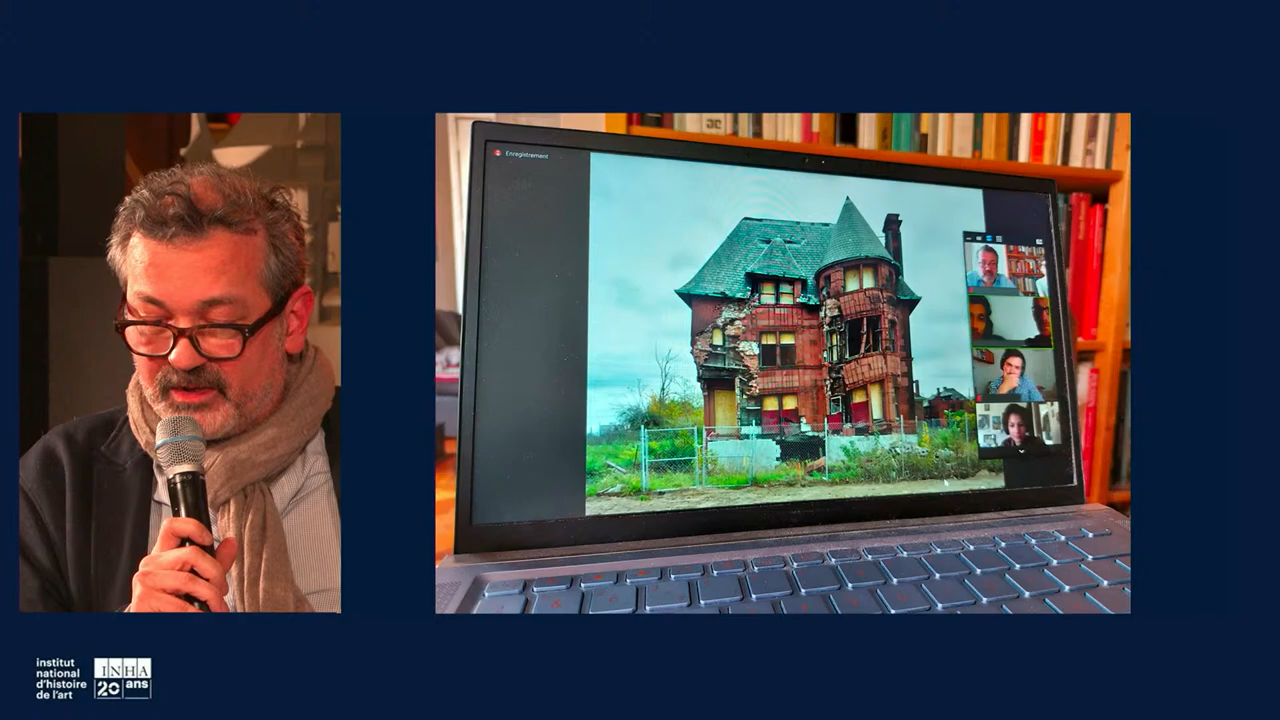 Enregistrement
institut
national
d'histoire
de l'art
INHA
20 ans